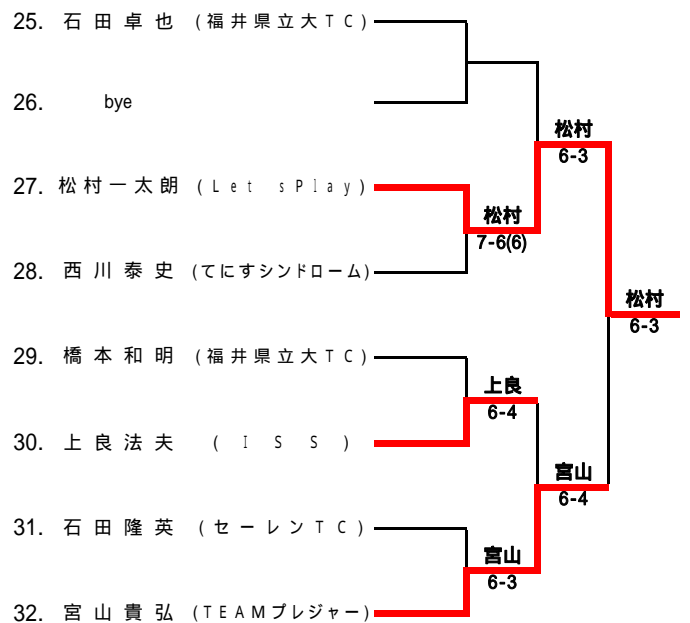 25. 石田卓也 (福井県立大TC)
26. bye
松村
6-3
27. 松村一太朗 (Let sPlay)
松村
7-6(6)
28. 西川泰史 (てにすシンドローム)
松村
6-3
29. 橋本和明 (福井県立大TC)
上良
6-4
30. 上良法夫 (ISS)
宮山
6-4
31. 石田隆英 (セーレンTC)
宮山
6-3
32. 宮山貴弘 (TEAMプレジャー)